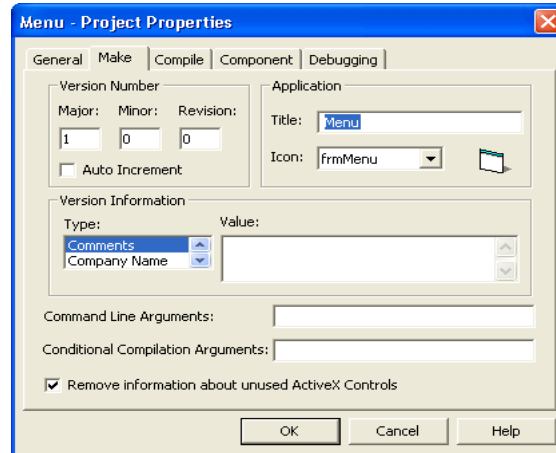 Menu - Project Properties
General Make Compile Component Debugging
Version Number
Major: Minor: Revision:
1 0 0
Auto Increment
Application
Title: Menu
Icon: frmMenu
Version Information
Type: Value:
Comments
Company Name
Command Line Arguments:
Conditional Compilation Arguments:
Remove information about unused ActiveX Controls
OK Cancel Help